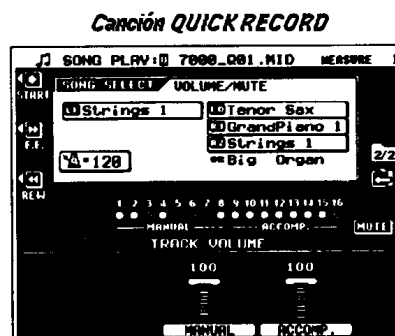 Canción QUICK RECORD
SONG PLAY: 7000_Q01.MID MEASURE 1
START SONG SELECT VOLUME/MUTE
Strings 1 Tenor Sax
GrandPiano 1
F.F. Strings 1
=120 Big Organ 2/2
REW
1 2 3 4 5 6 7 8 9 10 11 12 13 14 15 16
MANUAL ACCOMP. MUTE
TRACK VOLUME
100 100
MANUAL ACCOMP.